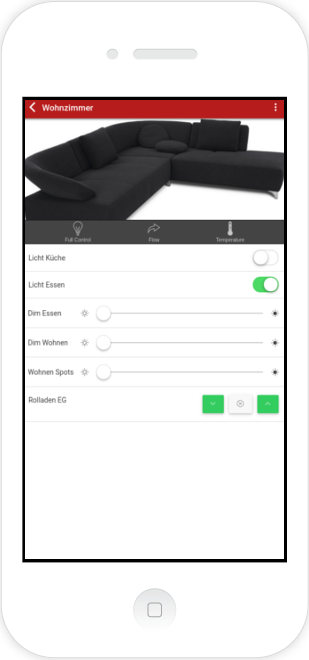 Wohnzimmer
Full Control
Flow
Temperature
Licht Küche
Licht Essen
Dim Essen
Dim Wohnen
Wohnen Spots
Rolladen EG